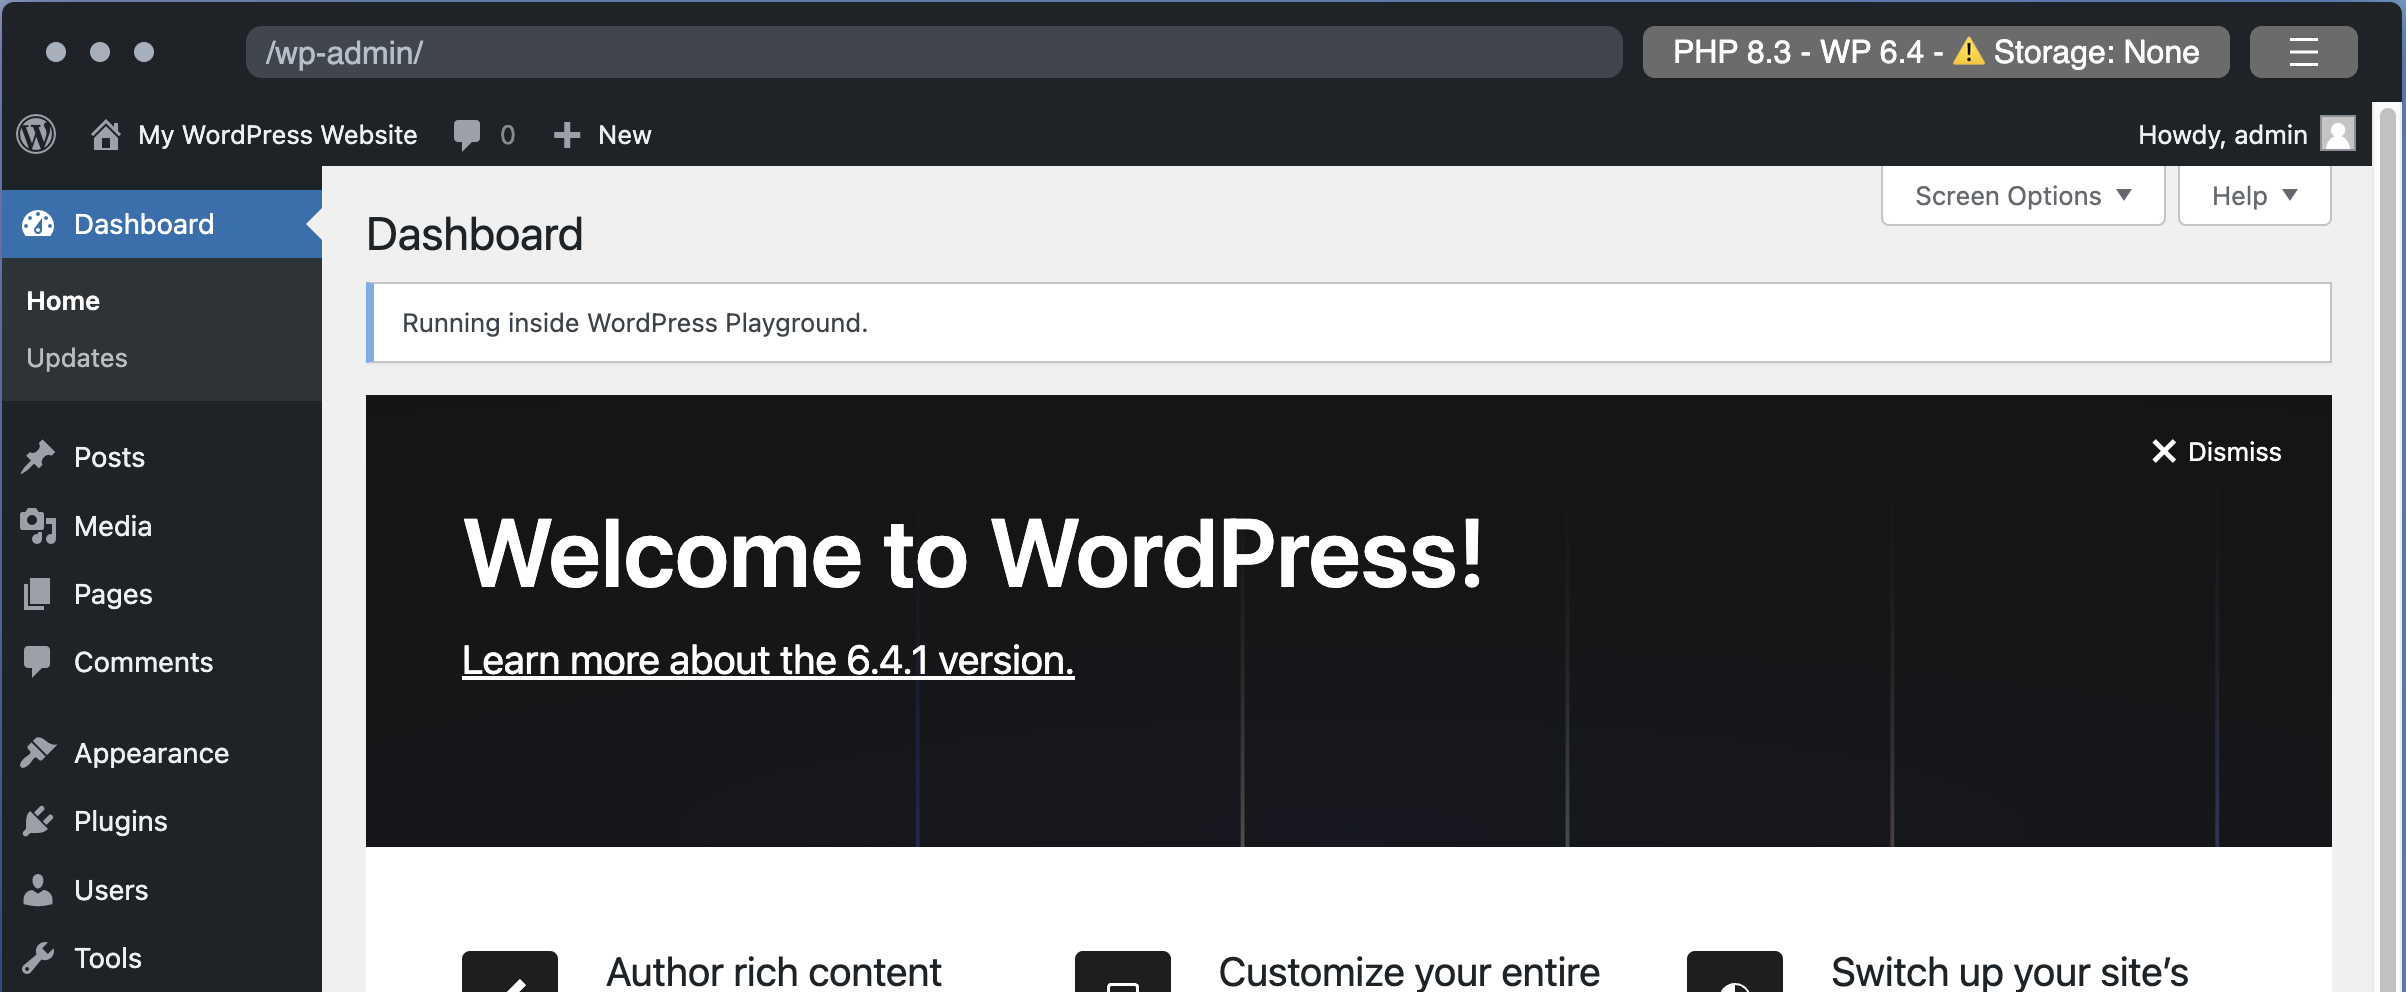 /wp-admin/
PHP 8.3 - WP 6.4 - ⚠️ Storage: None
My WordPress Website
0
New
Howdy, admin
Screen Options ▼
Help ▼
Dashboard
Home
Updates
Posts
Media
Pages
Comments
Appearance
Plugins
Users
Tools
Dashboard
Running inside WordPress Playground.
Dismiss
Welcome to WordPress!
Learn more about the 6.4.1 version.
Author rich content
Customize your entire
Switch up your site’s